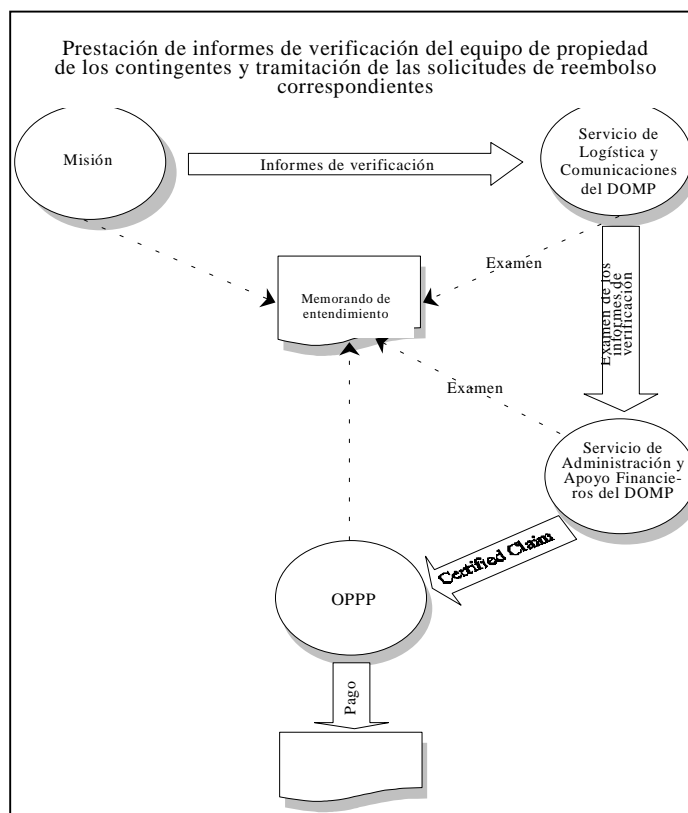 Prestación de informes de verificación del equipo de propiedad
de los contingentes y tramitación de las solicitudes de reembolso
correspondientes
Misión
Informes de verificación
Servicio de
Logística y
Comunicaciones
del DOMP
Examen
Memorando de
entendimiento
Examen de los
informes de
verificación
Examen
Servicio de
Administración y
Apoyo Financie-
ros del DOMP
Certified Claim
OPPP
Pago